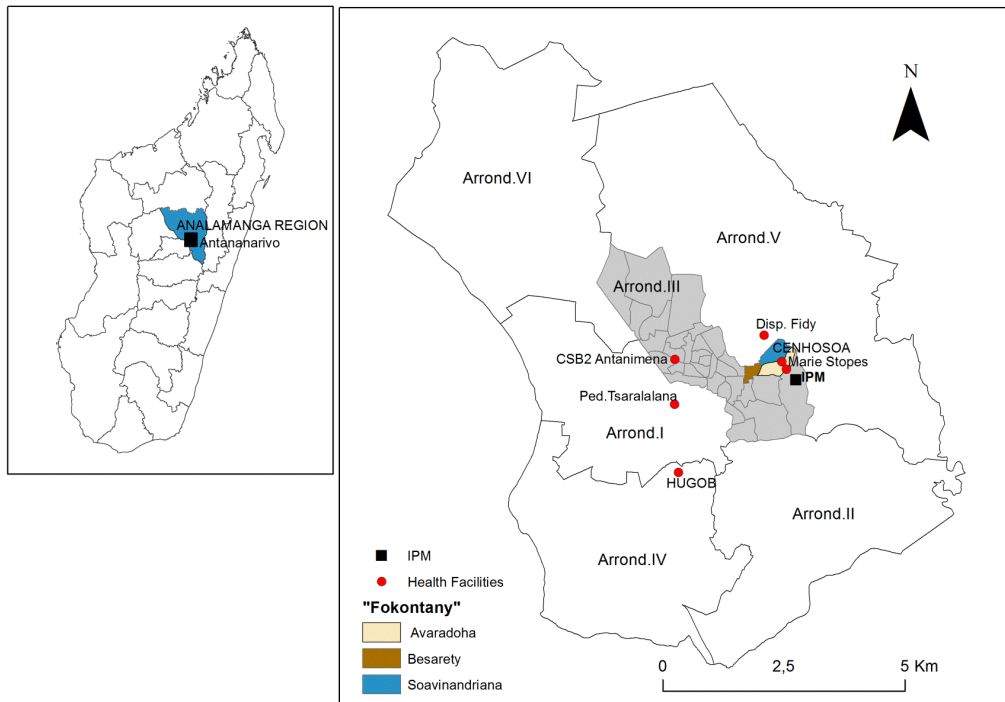 ANALAMANGA REGION
Antananarivo
N
Arrond.VI
Arrond.V
Arrond.III
Disp. Fidy
CENHOSOA
CSB2 Antanimena
Marie Stopes
IPM
Ped.Tsaralalana
Arrond.I
HUGOB
Arrond.II
Arrond.IV
IPM
Health Facilities
"Fokontany"
Avaradoha
Besarety
Soavinandriana
0 2,5 5 Km